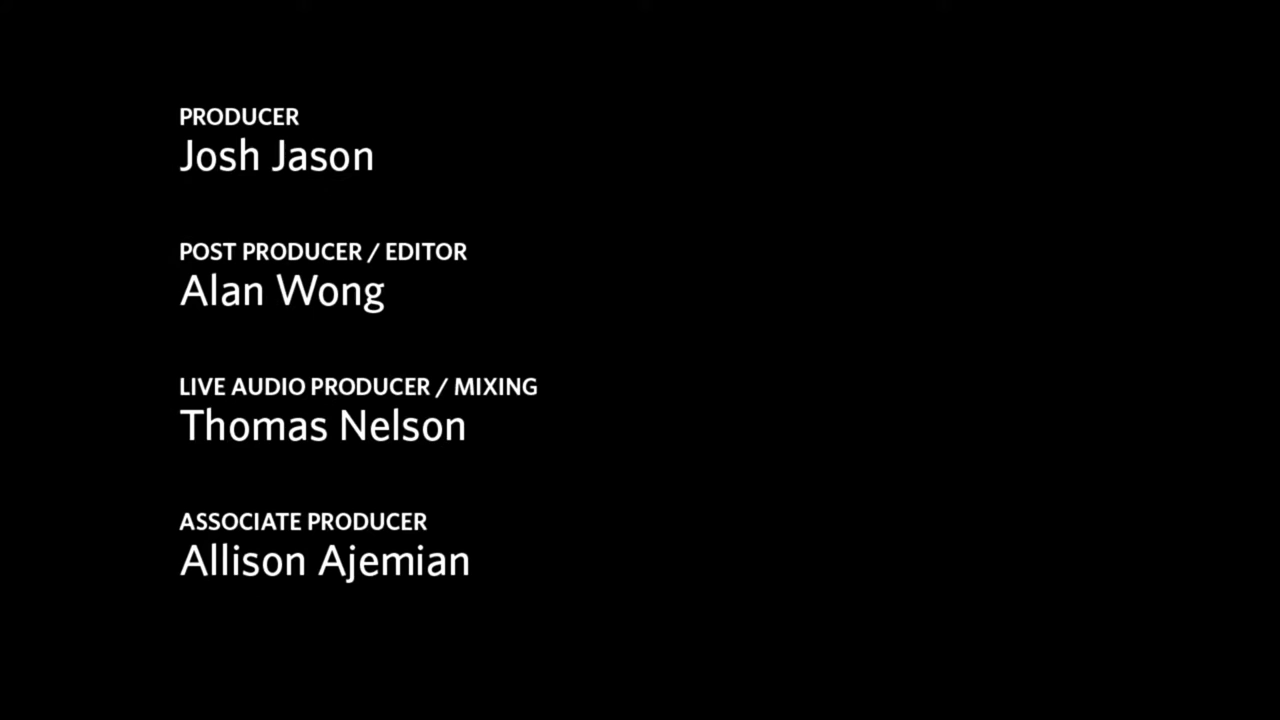 PRODUCER
Josh Jason
POST PRODUCER / EDITOR
Alan Wong
LIVE AUDIO PRODUCER / MIXING
Thomas Nelson
ASSOCIATE PRODUCER
Allison Ajemian